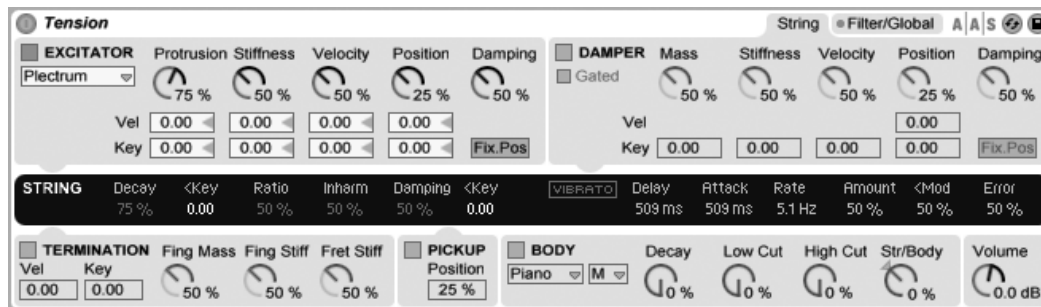 Tension String Filter/Global A A S
EXCITATOR Protrusion Stiffness Velocity Position Damping
Plectrum 75 % 50 % 50 % 25 % 50 %
Vel 0.00 0.00 0.00 0.00
Key 0.00 0.00 0.00 0.00 Fix.Pos
DAMPER Mass Stiffness Velocity Position Damping
Gated 50 % 50 % 50 % 25 % 50 %
Vel 0.00
Key 0.00 0.00 0.00 0.00 Fix.Pos
STRING Decay <Key Ratio Inharm Damping <Key VIBRATO Delay Attack Rate Amount <Mod Error
75 % 0.00 50 % 50 % 50 % 0.00 509 ms 509 ms 5.1 Hz 50 % 50 % 50 %
TERMINATION Fing Mass Fing Stiff Fret Stiff
Vel Key
0.00 0.00 50 % 50 % 50 %
PICKUP
Position
25 %
BODY Decay Low Cut High Cut Str/Body
Piano M 0 % 0 % 0 % 0 %
Volume
0.0 dB